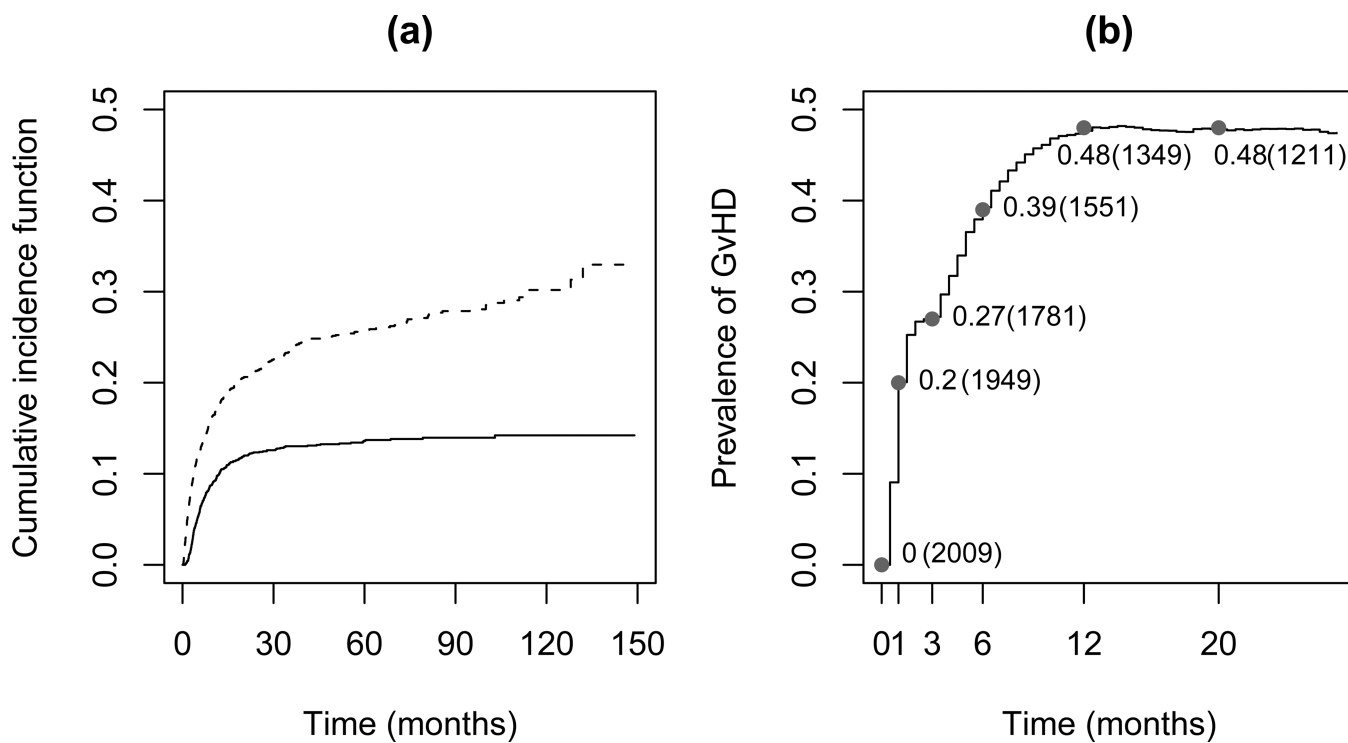 (a)
Cumulative incidence function
0.5
0.4
0.3
0.2
0.1
0.0
0 30 60 90 120 150
Time (months)
(b)
Prevalence of GvHD
0.5
0.4
0.3
0.2
0.1
0.0
0.48(1349) 0.48(1211)
0.39(1551)
0.27(1781)
0.2(1949)
0(2009)
0 1 3 6 12 20
Time (months)